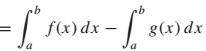 = ∫_a^b f(x) dx − ∫_a^b g(x) dx